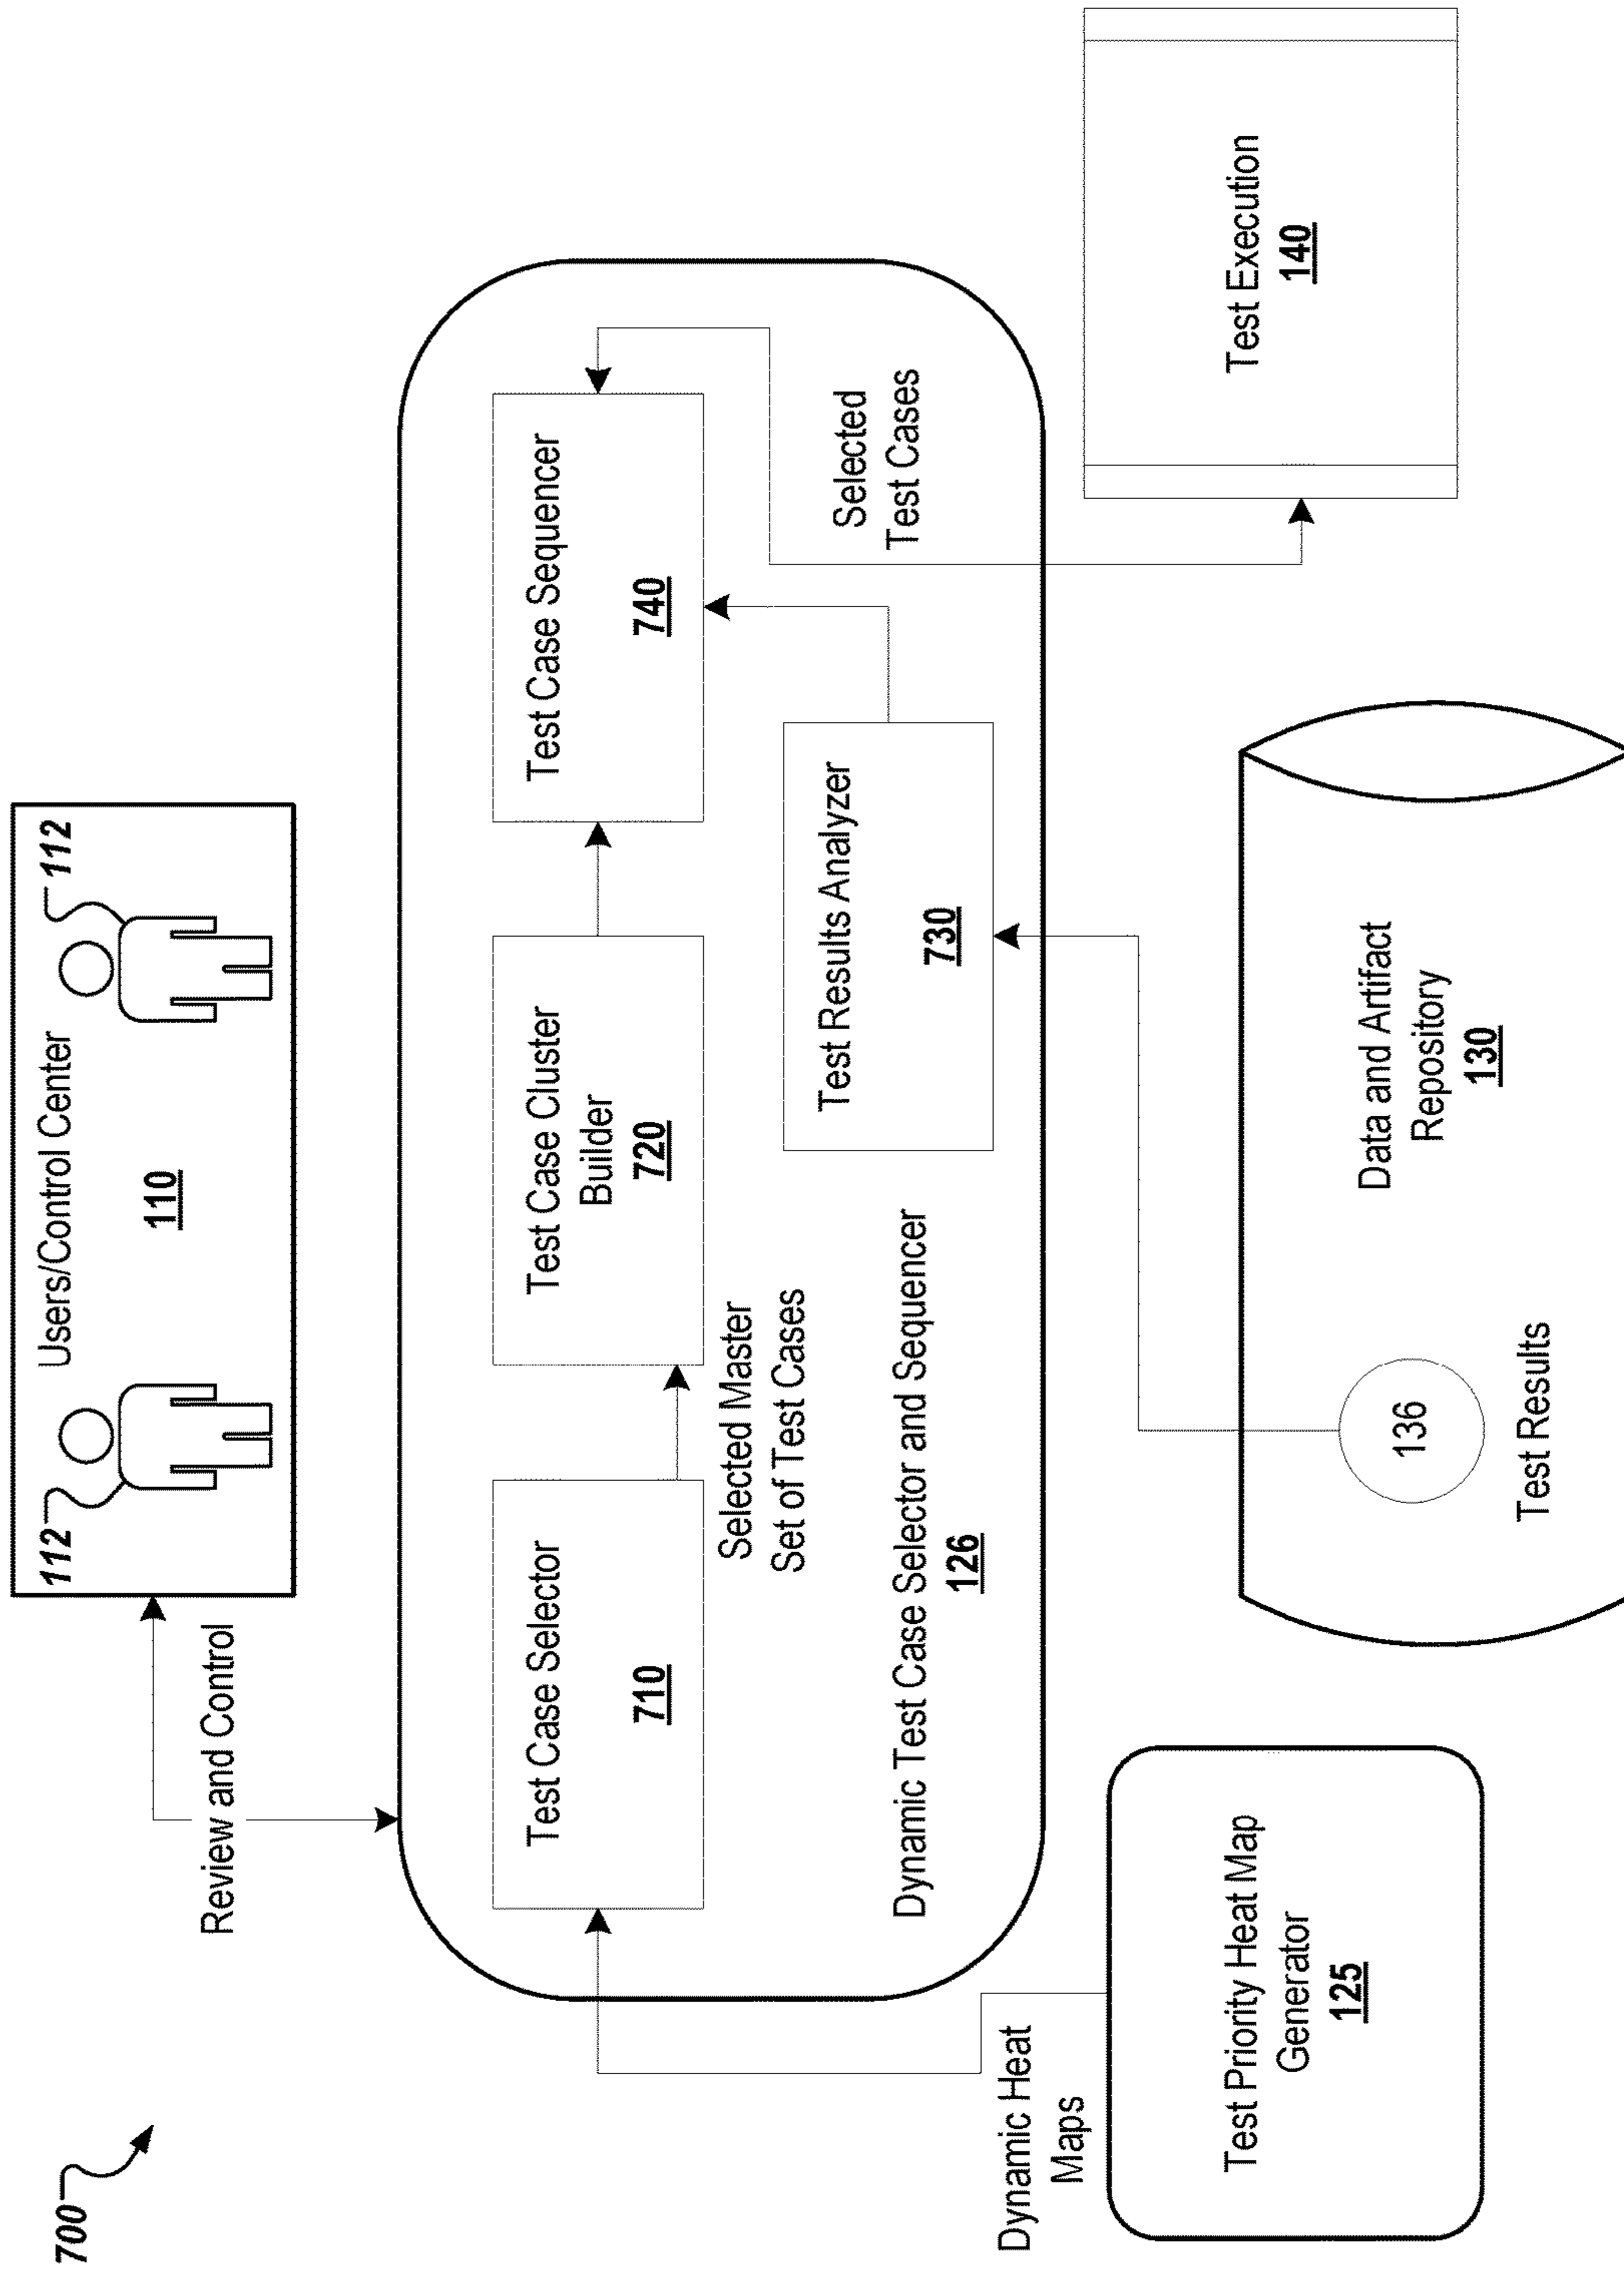 700
Users/Control Center
112
112
110
Review and Control
Test Case Selector
710
Test Case Cluster
Builder
720
Test Case Sequencer
740
Selected Master
Set of Test Cases
Test Results Analyzer
730
Selected
Test Cases
Dynamic Test Case Selector and Sequencer
126
Dynamic Heat
Maps
Test Priority Heat Map
Generator
125
Data and Artifact
Repository
130
136
Test Results
Test Execution
140